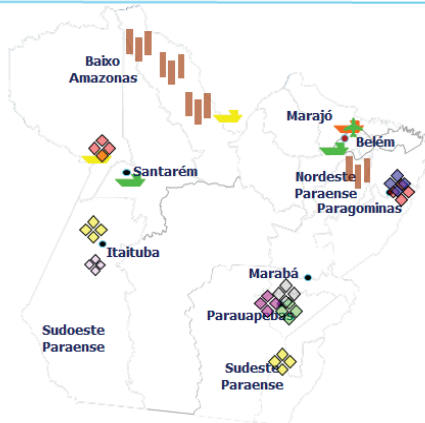 Baixo
Amazonas
Marajó
Belém
Santarém
Nordeste
Paraense
Paragominas
Itaituba
Marabá
Parauapebas
Sudoeste
Paraense
Sudeste
Paraense